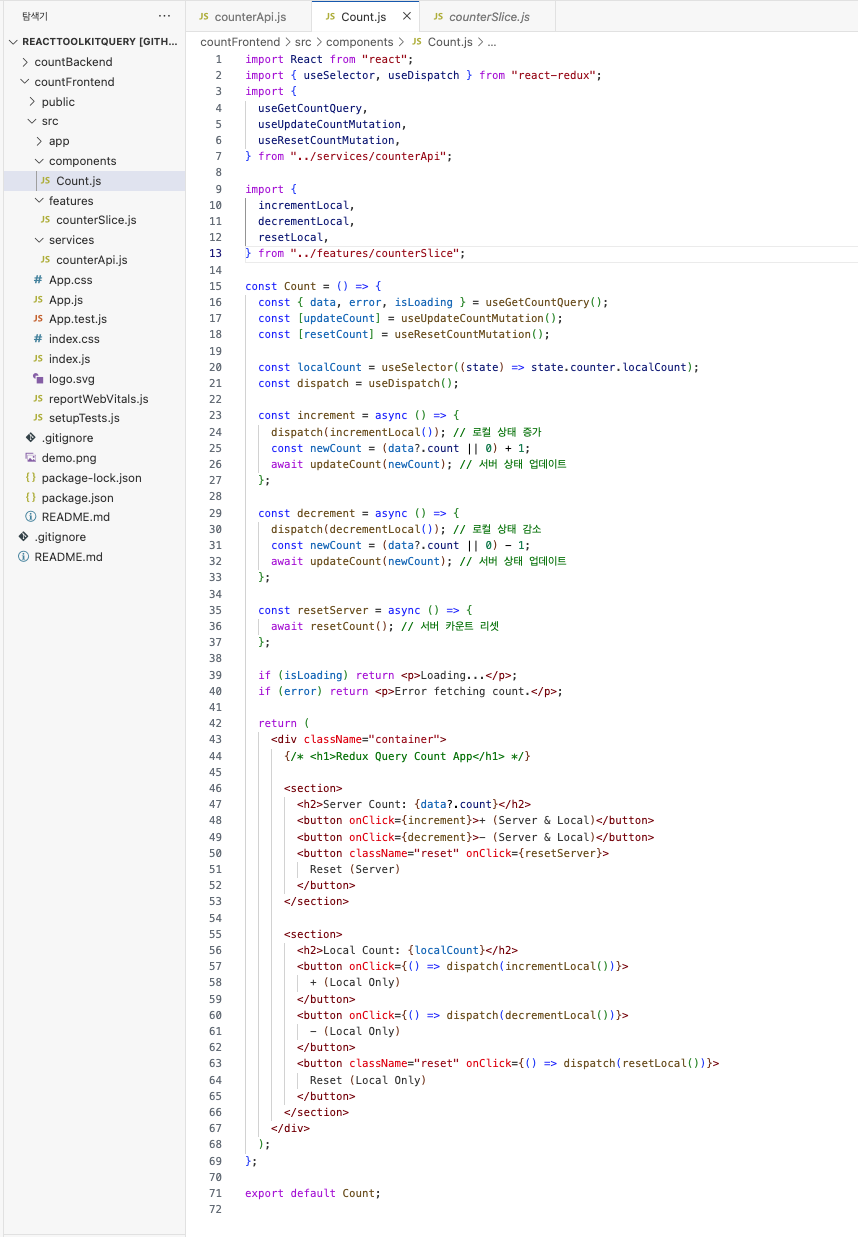 탐색기 ···
REACTTOOLKITQUERY [GITH...
countBackend
countFrontend
public
src
app
components
JS Count.js
features
JS counterSlice.js
services
JS counterApi.js
# App.css
JS App.js
JS App.test.js
# index.css
JS index.js
logo.svg
JS reportWebVitals.js
JS setupTests.js
.gitignore
demo.png
{} package-lock.json
{} package.json
README.md
.gitignore
README.md
JS counterApi.js JS Count.js × JS counterSlice.js
countFrontend > src > components > JS Count.js > ...
1 import React from "react";
2 import { useSelector, useDispatch } from "react-redux";
3 import {
4   useGetCountQuery,
5   useUpdateCountMutation,
6   useResetCountMutation,
7 } from "../services/counterApi";
8
9 import {
10   incrementLocal,
11   decrementLocal,
12   resetLocal,
13 } from "../features/counterSlice";
14
15 const Count = () => {
16   const { data, error, isLoading } = useGetCountQuery();
17   const [updateCount] = useUpdateCountMutation();
18   const [resetCount] = useResetCountMutation();
19
20   const localCount = useSelector((state) => state.counter.localCount);
21   const dispatch = useDispatch();
22
23   const increment = async () => {
24     dispatch(incrementLocal()); // 로컬 상태 증가
25     const newCount = (data?.count || 0) + 1;
26     await updateCount(newCount); // 서버 상태 업데이트
27   };
28
29   const decrement = async () => {
30     dispatch(decrementLocal()); // 로컬 상태 감소
31     const newCount = (data?.count || 0) - 1;
32     await updateCount(newCount); // 서버 상태 업데이트
33   };
34
35   const resetServer = async () => {
36     await resetCount(); // 서버 카운트 리셋
37   };
38
39   if (isLoading) return <p>Loading...</p>;
40   if (error) return <p>Error fetching count.</p>;
41
42   return (
43     <div className="container">
44       {/* <h1>Redux Query Count App</h1> */}
45
46       <section>
47         <h2>Server Count: {data?.count}</h2>
48         <button onClick={increment}>+ (Server & Local)</button>
49         <button onClick={decrement}>- (Server & Local)</button>
50         <button className="reset" onClick={resetServer}>
51           Reset (Server)
52         </button>
53       </section>
54
55       <section>
56         <h2>Local Count: {localCount}</h2>
57         <button onClick={() => dispatch(incrementLocal())}>
58           + (Local Only)
59         </button>
60         <button onClick={() => dispatch(decrementLocal())}>
61           - (Local Only)
62         </button>
63         <button className="reset" onClick={() => dispatch(resetLocal())}>
64           Reset (Local Only)
65         </button>
66       </section>
67     </div>
68   );
69 };
70
71 export default Count;
72